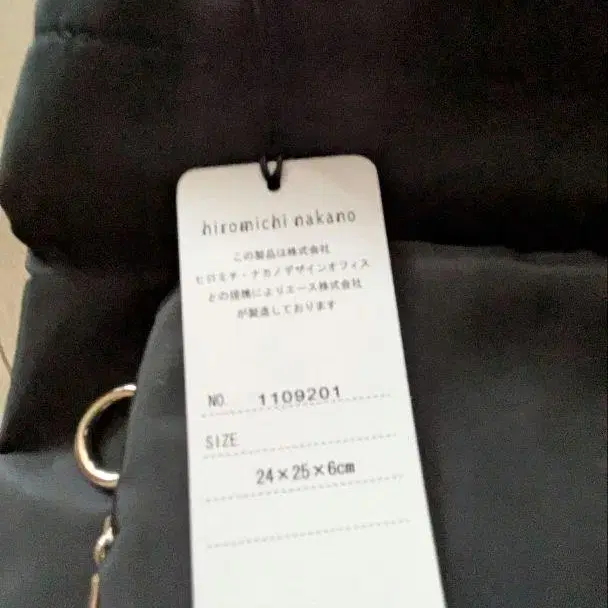 hiromichi nakano
この製品は株式会社
ヒロミチ・ナカノデザインオフィス
との提携によりエース株式会社
が製造しております
NO. 1109201
SIZE
24×25×6cm